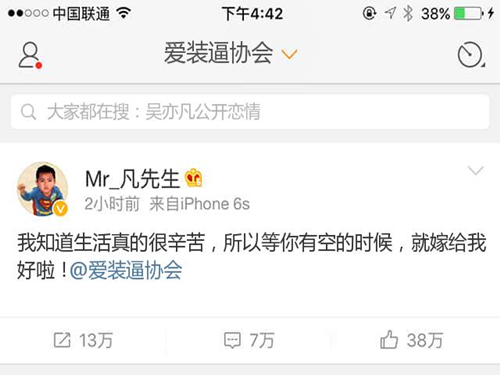 中国联通 下午4:42 38%
爱装逼协会
大家都在搜：吴亦凡公开恋情
Mr_凡先生
2小时前 来自iPhone 6s
我知道生活真的很辛苦，所以等你有空的时候，就嫁给我
好啦！@爱装逼协会
13万 7万 38万